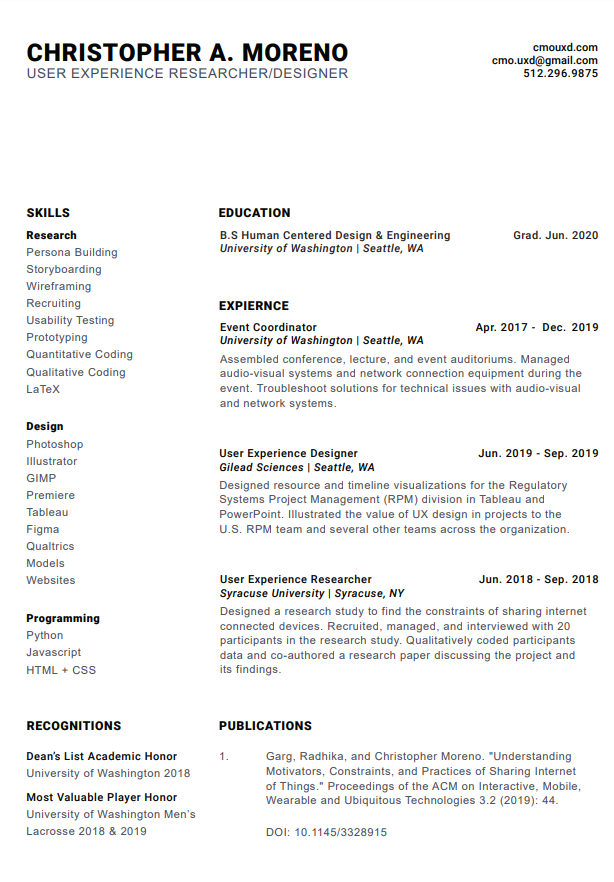 CHRISTOPHER A. MORENO
USER EXPERIENCE RESEARCHER/DESIGNER
cmouxd.com
cmo.uxd@gmail.com
512.296.9875
SKILLS
Research
Persona Building
Storyboarding
Wireframing
Recruiting
Usability Testing
Prototyping
Quantitative Coding
Qualitative Coding
LaTeX
Design
Photoshop
Illustrator
GIMP
Premiere
Tableau
Figma
Qualtrics
Models
Websites
Programming
Python
Javascript
HTML + CSS
EDUCATION
B.S Human Centered Design & Engineering Grad. Jun. 2020
University of Washington | Seattle, WA
EXPIERNCE
Event Coordinator Apr. 2017 - Dec. 2019
University of Washington | Seattle, WA
Assembled conference, lecture, and event auditoriums. Managed
audio-visual systems and network connection equipment during the
event. Troubleshoot solutions for technical issues with audio-visual
and network systems.
User Experience Designer Jun. 2019 - Sep. 2019
Gilead Sciences | Seattle, WA
Designed resource and timeline visualizations for the Regulatory
Systems Project Management (RPM) division in Tableau and
PowerPoint. Illustrated the value of UX design in projects to the
U.S. RPM team and several other teams across the organization.
User Experience Researcher Jun. 2018 - Sep. 2018
Syracuse University | Syracuse, NY
Designed a research study to find the constraints of sharing internet
connected devices. Recruited, managed, and interviewed with 20
participants in the research study. Qualitatively coded participants
data and co-authored a research paper discussing the project and
its findings.
RECOGNITIONS
Dean's List Academic Honor
University of Washington 2018
Most Valuable Player Honor
University of Washington Men's
Lacrosse 2018 & 2019
PUBLICATIONS
1. Garg, Radhika, and Christopher Moreno. "Understanding
Motivators, Constraints, and Practices of Sharing Internet
of Things." Proceedings of the ACM on Interactive, Mobile,
Wearable and Ubiquitous Technologies 3.2 (2019): 44.
DOI: 10.1145/3328915